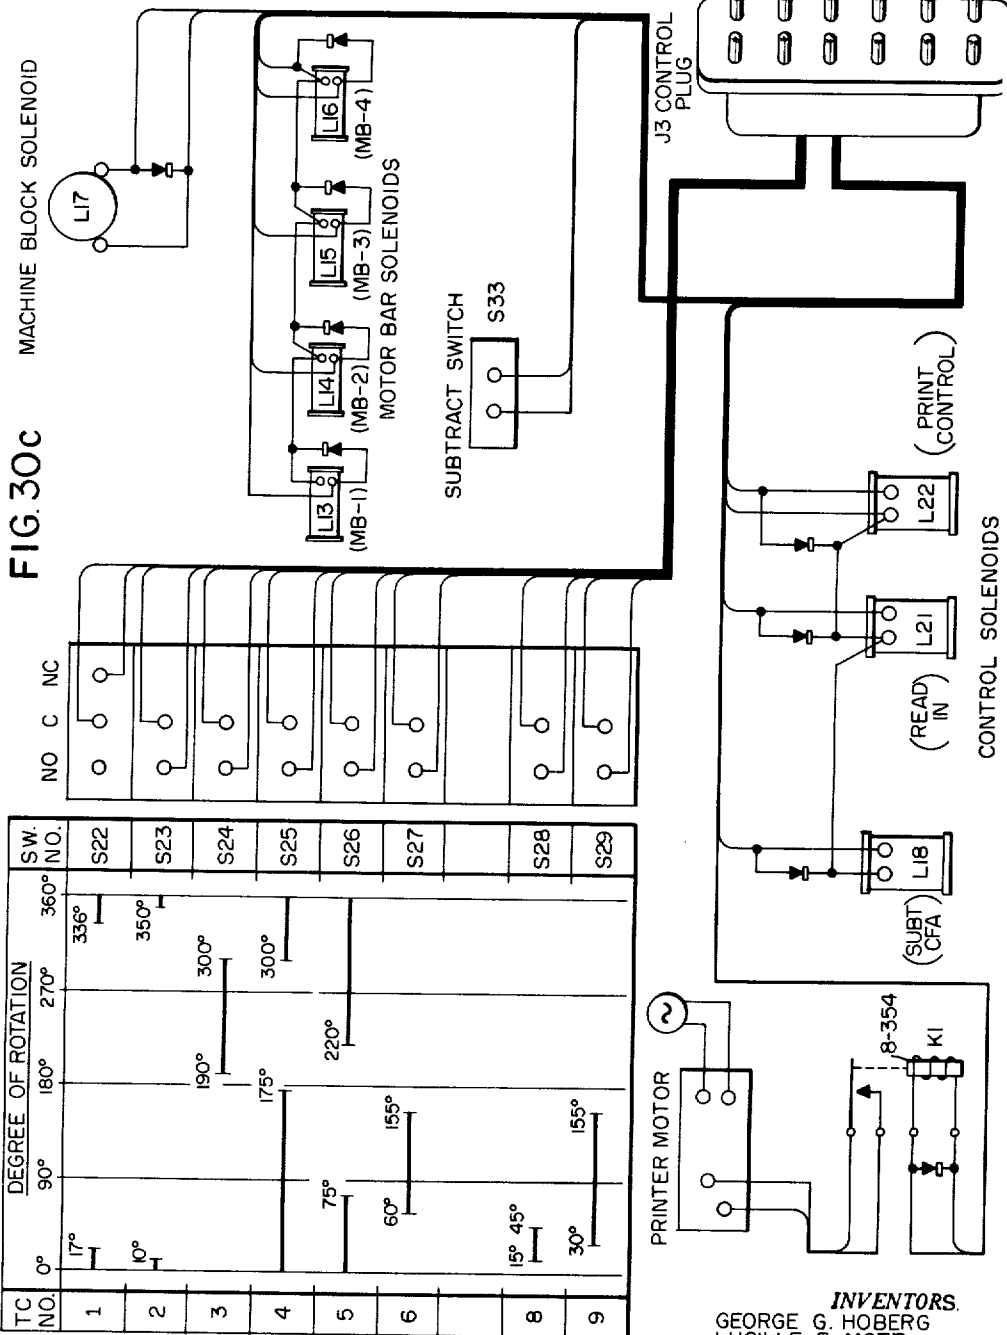 FIG. 30c
MACHINE BLOCK SOLENOID
L17
L16
(MB-4)
L15
(MB-3)
L14
(MB-2)
L13
(MB-1)
MOTOR BAR SOLENOIDS
SUBTRACT SWITCH
S33
J3 CONTROL
PLUG
NO C NC
TC NO.
DEGREE OF ROTATION
SW. NO.
0° 90° 180° 270° 360°
1 17° 336° S22
2 10° 350° S23
3 190° 300° S24
4 175° 300° S25
5 75° 220° S26
6 60° 155° S27
8 15° 45° S28
9 30° 155° S29
PRINTER MOTOR
8-354
K1
(SUBT CFA)
L18
(READ IN)
L21
(PRINT CONTROL)
L22
CONTROL SOLENOIDS
INVENTORS.
GEORGE G. HOBERG